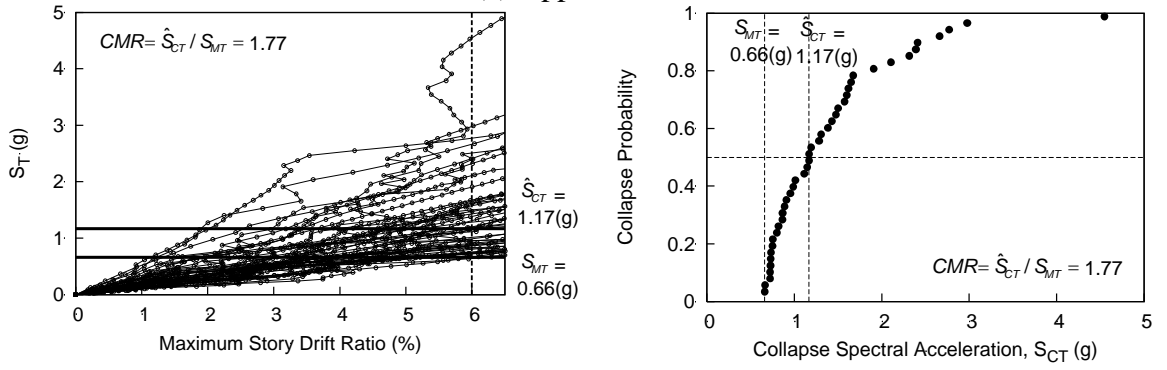 5
4
3
2
1
0
S_T (g)
CMR= Ŝ_CT / S_MT = 1.77
Ŝ_CT =
1.17(g)
S_MT =
0.66(g)
0 1 2 3 4 5 6
Maximum Story Drift Ratio (%)
1
0.8
0.6
0.4
0.2
0
Collapse Probability
S_MT = Ŝ_CT =
0.66(g) 1.17(g)
CMR= Ŝ_CT / S_MT = 1.77
0 1 2 3 4 5
Collapse Spectral Acceleration, S_CT (g)